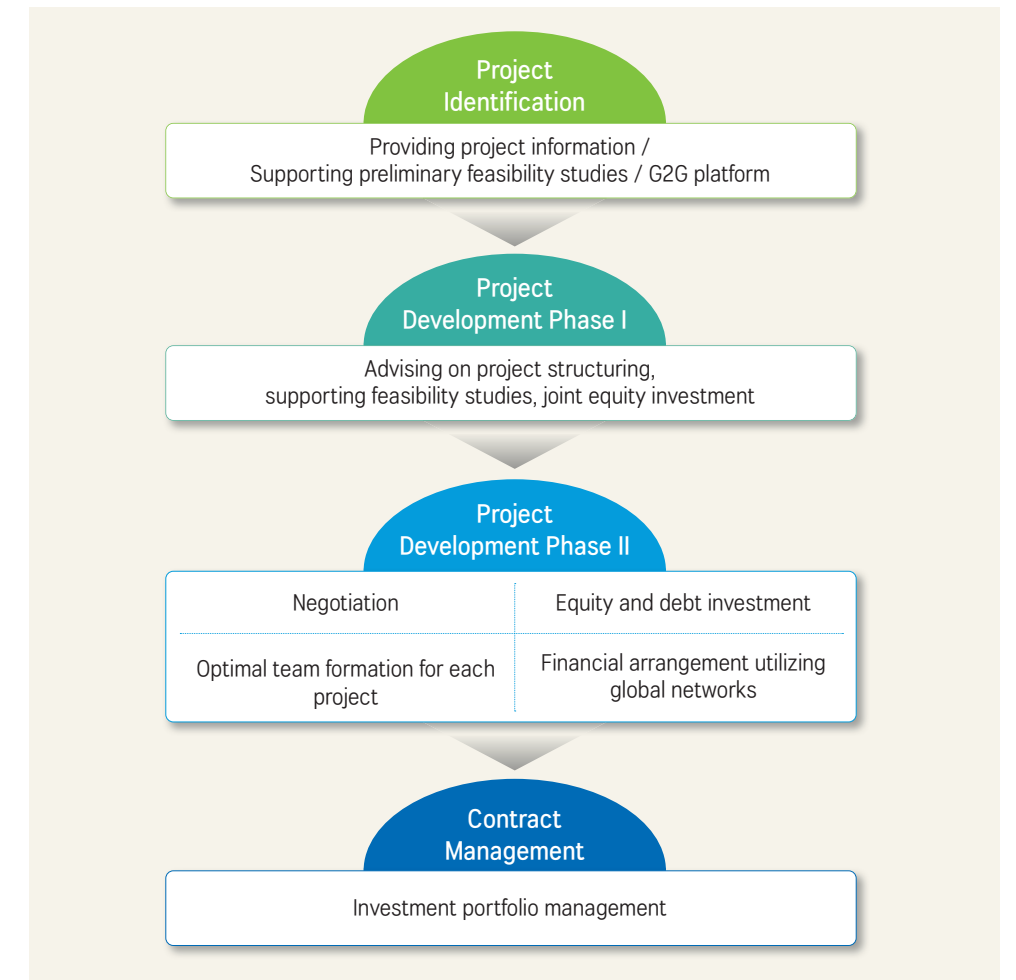 Project
Identification
Providing project information /
Supporting preliminary feasibility studies / G2G platform
Project
Development Phase I
Advising on project structuring,
supporting feasibility studies, joint equity investment
Project
Development Phase II
Negotiation
Equity and debt investment
Optimal team formation for each
project
Financial arrangement utilizing
global networks
Contract
Management
Investment portfolio management